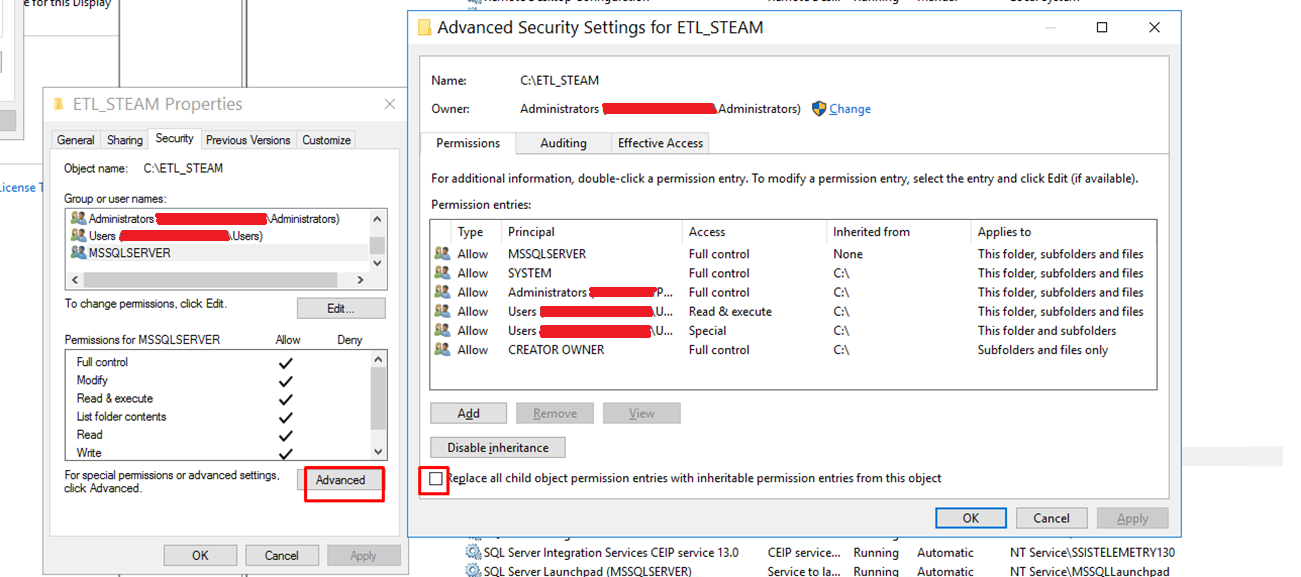 e for this Display
License T
Running
ETL_STEAM Properties
General Sharing Security Previous Versions Customize
Object name: C:\ETL_STEAM
Group or user names:
Administrators \Administrators)
Users \Users)
MSSQLSERVER
To change permissions, click Edit.
Edit...
Permissions for MSSQLSERVER Allow Deny
Full control
Modify
Read & execute
List folder contents
Read
Write
For special permissions or advanced settings,
click Advanced.
Advanced
OK Cancel Apply
Advanced Security Settings for ETL_STEAM
Name: C:\ETL_STEAM
Owner: Administrators \Administrators) Change
Permissions Auditing Effective Access
For additional information, double-click a permission entry. To modify a permission entry, select the entry and click Edit (if available).
Permission entries:
Type Principal Access Inherited from Applies to
Allow MSSQLSERVER Full control None This folder, subfolders and files
Allow SYSTEM Full control C:\ This folder, subfolders and files
Allow Administrators P... Full control C:\ This folder, subfolders and files
Allow Users \U... Read & execute C:\ This folder, subfolders and files
Allow Users \U... Special C:\ This folder and subfolders
Allow CREATOR OWNER Full control C:\ Subfolders and files only
Add Remove View
Disable inheritance
Replace all child object permission entries with inheritable permission entries from this object
OK Cancel Apply
SQL Server Integration Services CEIP service 13.0 CEIP service... Running Automatic NT Service\SSISTELEMETRY130
SQL Server Launchpad (MSSQLSERVER) Service to la... Running Automatic NT Service\MSSQLLaunchpad